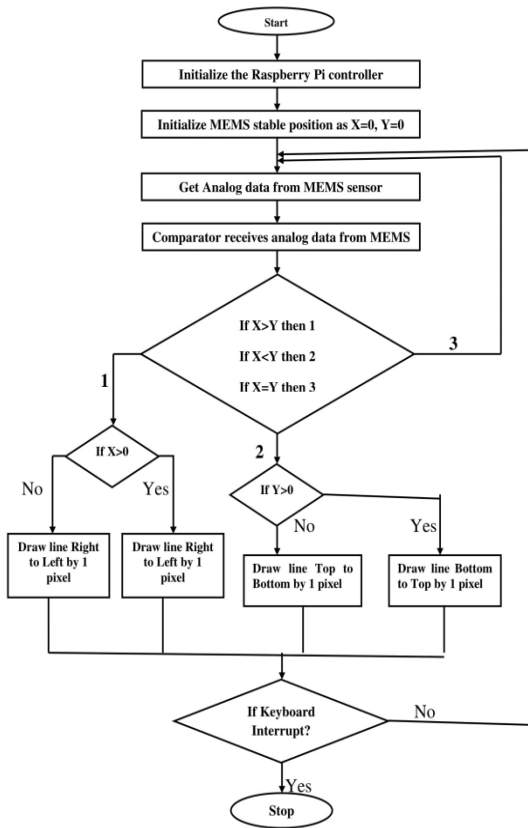 Start
Initialize the Raspberry Pi controller
Initialize MEMS stable position as X=0, Y=0
Get Analog data from MEMS sensor
Comparator receives analog data from MEMS
If X>Y then 1
If X<Y then 2
If X=Y then 3
3
1
2
If X>0
If Y>0
No
Yes
No
Yes
Draw line Right
to Left by 1
pixel
Draw line Right
to Left by 1
pixel
Draw line Top to
Bottom by 1 pixel
Draw line Bottom
to Top by 1 pixel
If Keyboard
Interrupt?
No
Yes
Stop